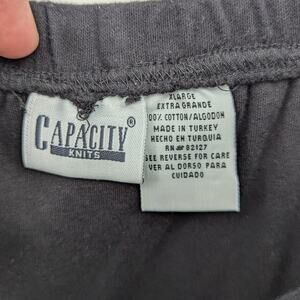 CAPACITY®
KNITS
XLARGE
EXTRA GRANDE
100% COTTON/ALGODON
MADE IN TURKEY
HECHO EN TURQUIA
RN# 82127
SEE REVERSE FOR CARE
VER AL DORSO PARA
CUIDADO